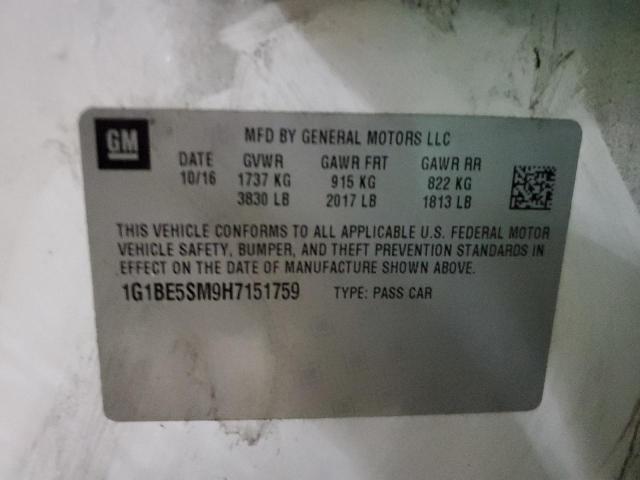 GM
MFD BY GENERAL MOTORS LLC
DATE GVWR GAWR FRT GAWR RR
10/16 1737 KG 915 KG 822 KG
3830 LB 2017 LB 1813 LB
THIS VEHICLE CONFORMS TO ALL APPLICABLE U.S. FEDERAL MOTOR
VEHICLE SAFETY, BUMPER, AND THEFT PREVENTION STANDARDS IN
EFFECT ON THE DATE OF MANUFACTURE SHOWN ABOVE.
1G1BE5SM9H7151759 TYPE: PASS CAR